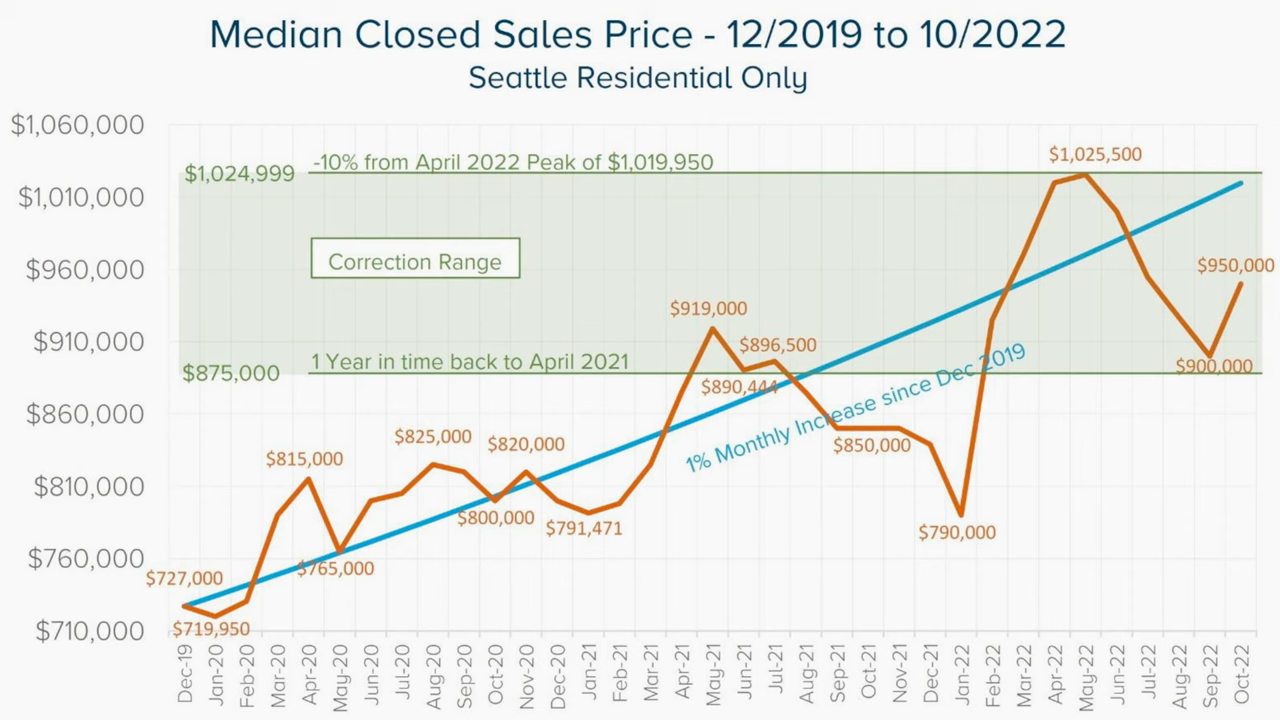 Median Closed Sales Price - 12/2019 to 10/2022
Seattle Residential Only
$1,060,000
$1,010,000
$960,000
$910,000
$860,000
$810,000
$760,000
$710,000
$1,024,999
-10% from April 2022 Peak of $1,019,950
Correction Range
$875,000
1 Year in time back to April 2021
1% Monthly Increase since Dec 2019
$727,000
$719,950
$815,000
$765,000
$825,000
$800,000
$820,000
$791,471
$919,000
$890,444
$896,500
$850,000
$790,000
$1,025,500
$900,000
$950,000
Dec-19
Jan-20
Feb-20
Mar-20
Apr-20
May-20
Jun-20
Jul-20
Aug-20
Sep-20
Oct-20
Nov-20
Dec-20
Jan-21
Feb-21
Mar-21
Apr-21
May-21
Jun-21
Jul-21
Aug-21
Sep-21
Oct-21
Nov-21
Dec-21
Jan-22
Feb-22
Mar-22
Apr-22
May-22
Jun-22
Jul-22
Aug-22
Sep-22
Oct-22